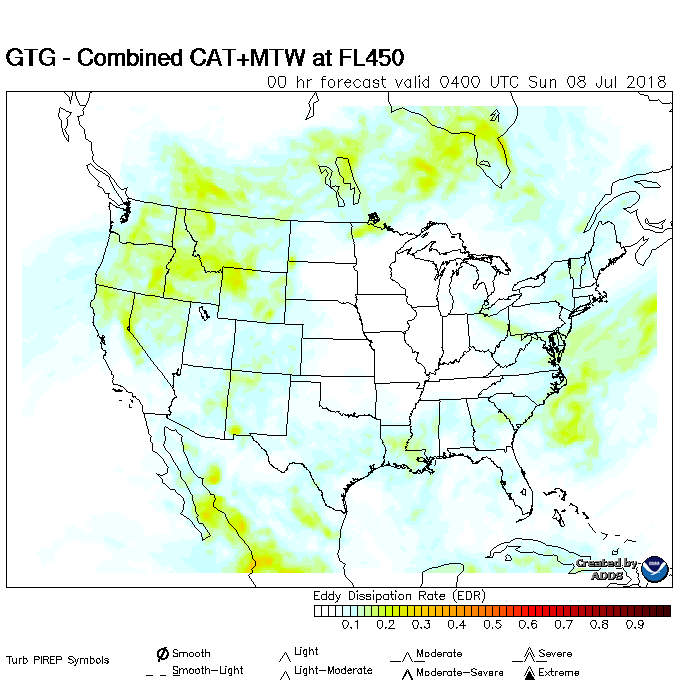 GTG - Combined CAT+MTW at FL450
00 hr forecast valid 0400 UTC Sun 08 Jul 2018
Created by
ADDS
Eddy Dissipation Rate (EDR)
0.1 0.2 0.3 0.4 0.5 0.6 0.7 0.8 0.9
Turb PIREP Symbols
Smooth Light Moderate Severe
Smooth-Light Light-Moderate Moderate-Severe Extreme